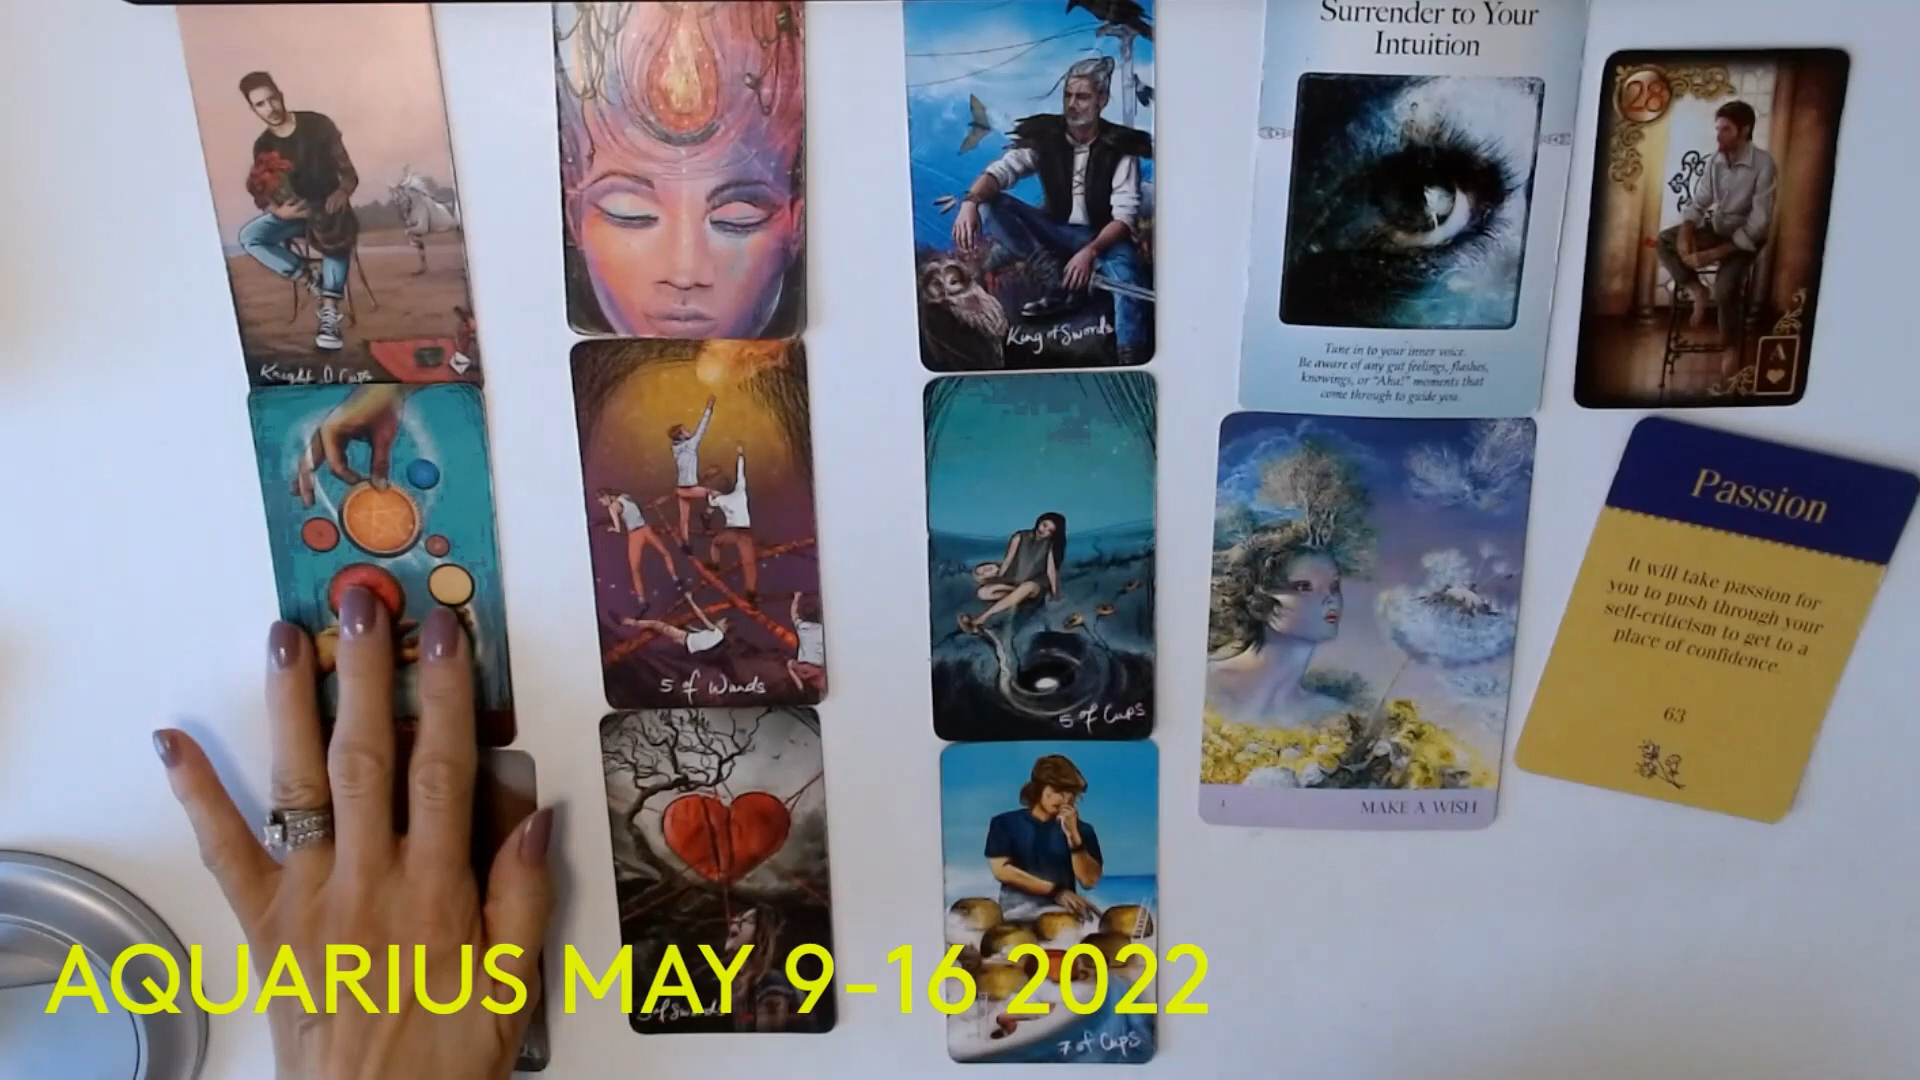 Surrender to Your
Intuition
Tune in to your inner voice.
Be aware of any gut feelings, flashes,
knowings, or "Aha!" moments that
come through to guide you.
28
A
Knight O Cups
King of Swords
5 of Wands
5 of Cups
MAKE A WISH
1
Passion
It will take passion for
you to push through your
self-criticism to get to a
place of confidence.
63
of Swords
7 of Cups
AQUARIUS MAY 9-16 2022